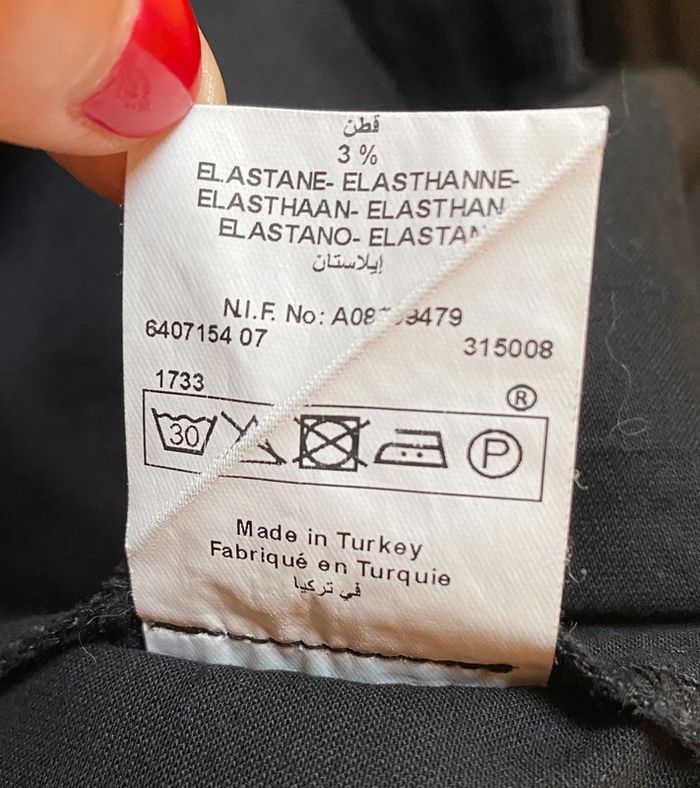 قطن
3 %
ELASTANE- ELASTHANNE-
ELASTHAAN- ELASTHAN
ELASTANO- ELASTAN
إيلاستان
N.I.F. No:
6407154 07
315008
1733
®
30
P
Made in Turkey
Fabriqué en Turquie
في تركيا